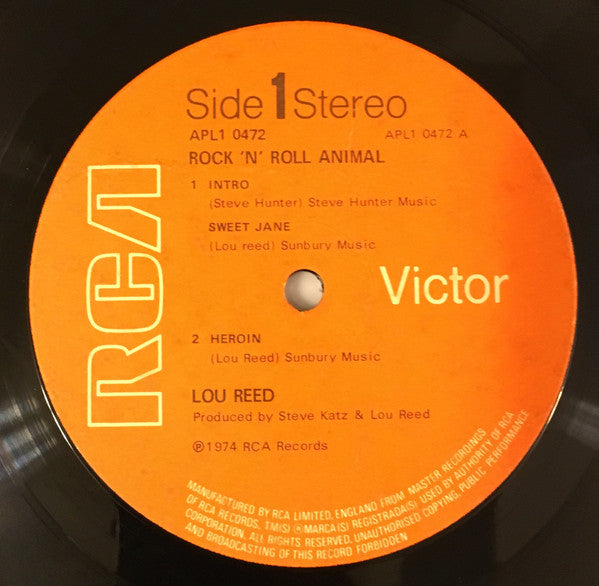 Side 1 Stereo
APL1 0472 APL1 0472 A
ROCK 'N' ROLL ANIMAL
1 INTRO
(Steve Hunter) Steve Hunter Music
SWEET JANE
(Lou reed) Sunbury Music
RCA
Victor
2 HEROIN
(Lou Reed) Sunbury Music
LOU REED
Produced by Steve Katz & Lou Reed
℗ 1974 RCA Records
MANUFACTURED BY RCA LIMITED, ENGLAND FROM MASTER RECORDINGS
OF RCA RECORDS. TM(S) ® MARCA(S) REGISTRADA(S) USED BY AUTHORITY OF RCA
CORPORATION. ALL RIGHTS RESERVED. UNAUTHORISED COPYING, PUBLIC PERFORMANCE
AND BROADCASTING OF THIS RECORD FORBIDDEN